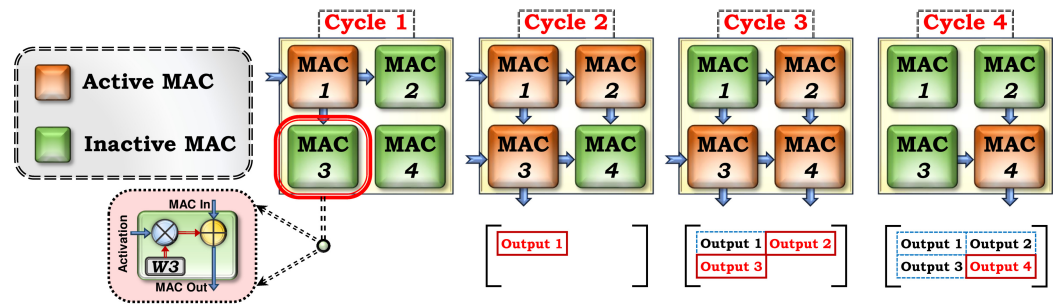 Cycle 1
Cycle 2
Cycle 3
Cycle 4
Active MAC
Inactive MAC
MAC 1
MAC 2
MAC 3
MAC 4
MAC 1
MAC 2
MAC 3
MAC 4
MAC 1
MAC 2
MAC 3
MAC 4
MAC 1
MAC 2
MAC 3
MAC 4
MAC In
Activation
W3
MAC Out
Output 1
Output 1 Output 2
Output 3
Output 1 Output 2
Output 3 Output 4